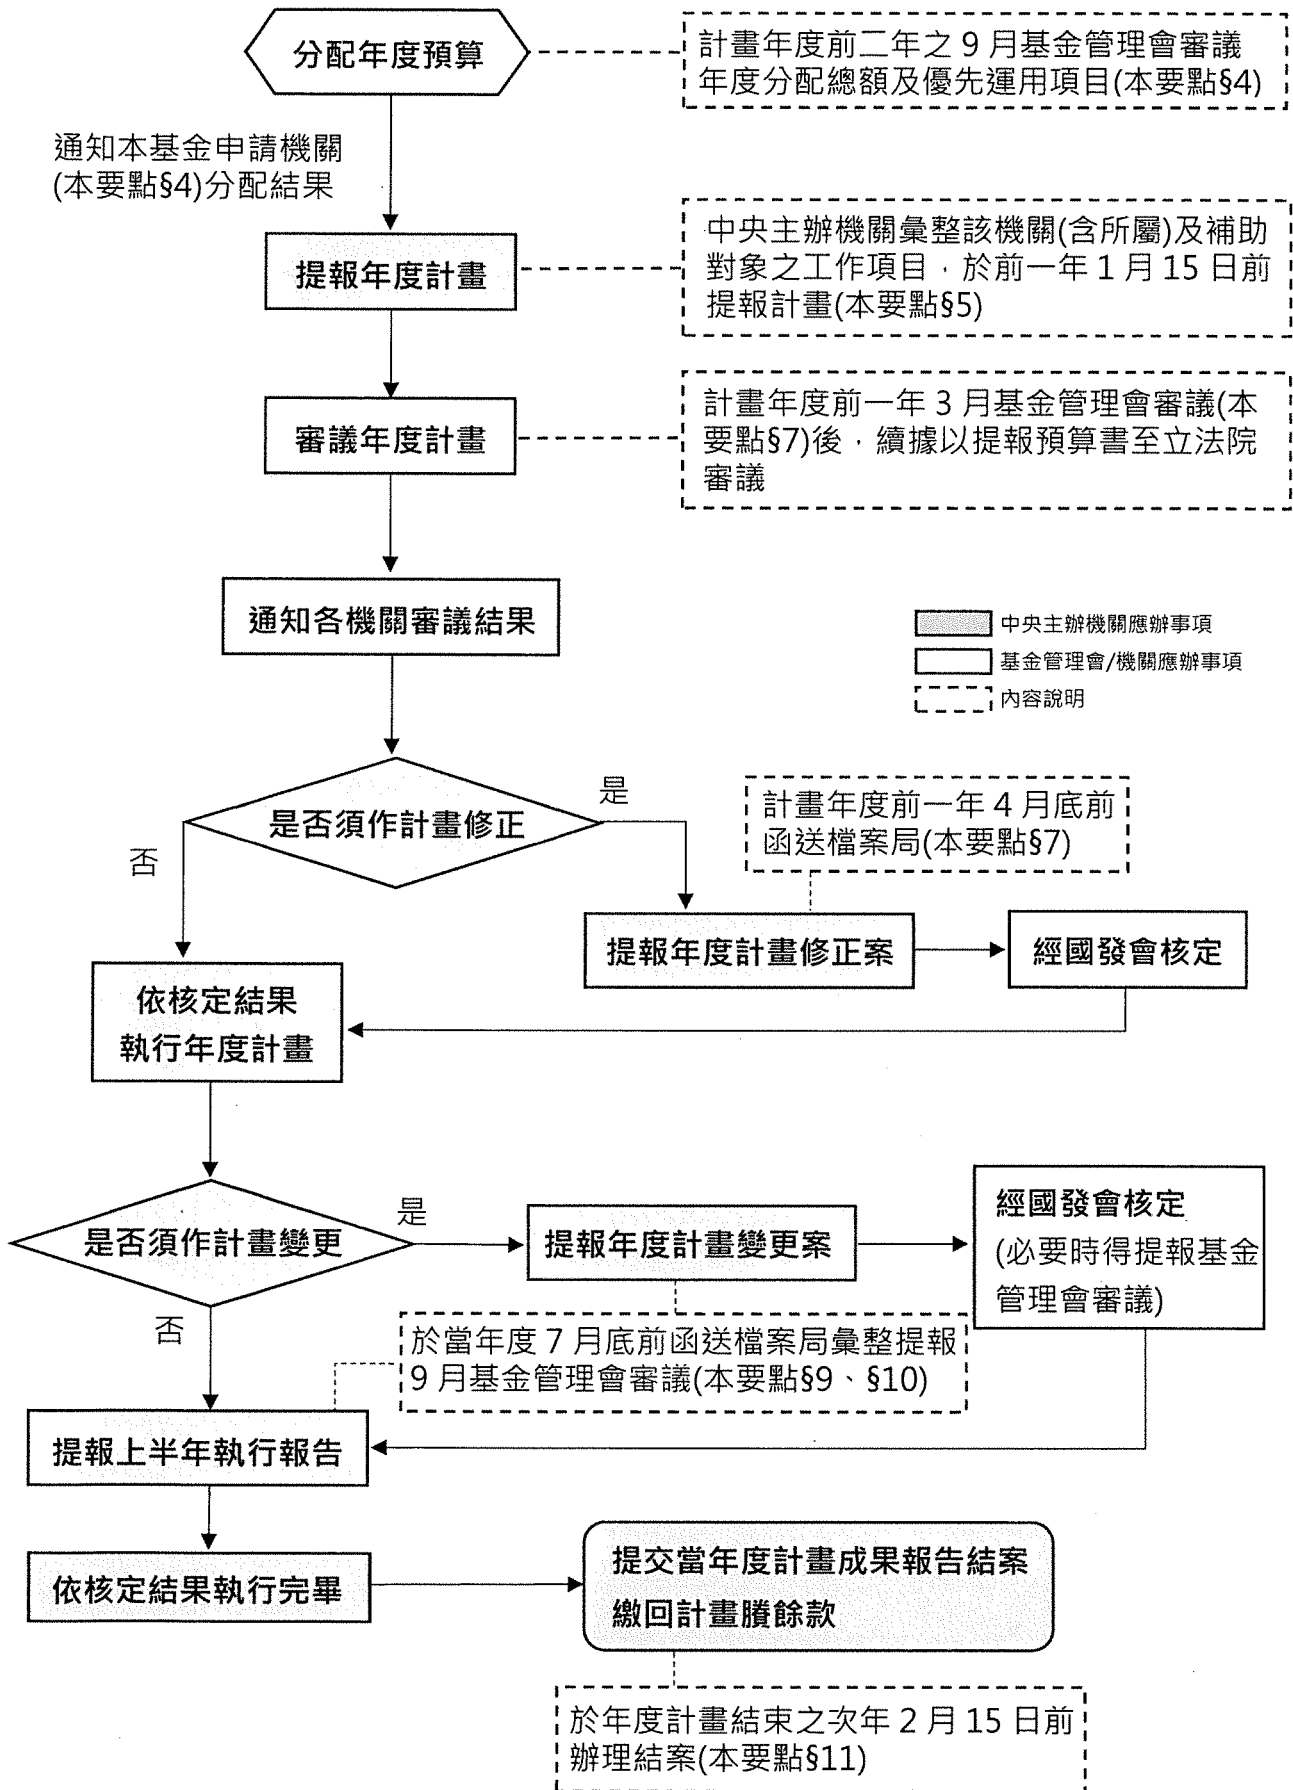 分配年度預算
計畫年度前二年之9月基金管理會審議
年度分配總額及優先運用項目(本要點§4)
通知本基金申請機關
(本要點§4)分配結果
提報年度計畫
中央主辦機關彙整該機關(含所屬)及補助
對象之工作項目，於前一年1月15日前
提報計畫(本要點§5)
審議年度計畫
計畫年度前一年3月基金管理會審議(本
要點§7)後，續據以提報預算書至立法院
審議
通知各機關審議結果
中央主辦機關應辦事項
基金管理會/機關應辦事項
內容說明
是否須作計畫修正
是
否
計畫年度前一年4月底前
函送檔案局(本要點§7)
提報年度計畫修正案
經國發會核定
依核定結果
執行年度計畫
是否須作計畫變更
是
否
提報年度計畫變更案
經國發會核定
(必要時得提報基金
管理會審議)
於當年度7月底前函送檔案局彙整提報
9月基金管理會審議(本要點§9、§10)
提報上半年執行報告
依核定結果執行完畢
提交當年度計畫成果報告結案
繳回計畫賸餘款
於年度計畫結束之次年2月15日前
辦理結案(本要點§11)